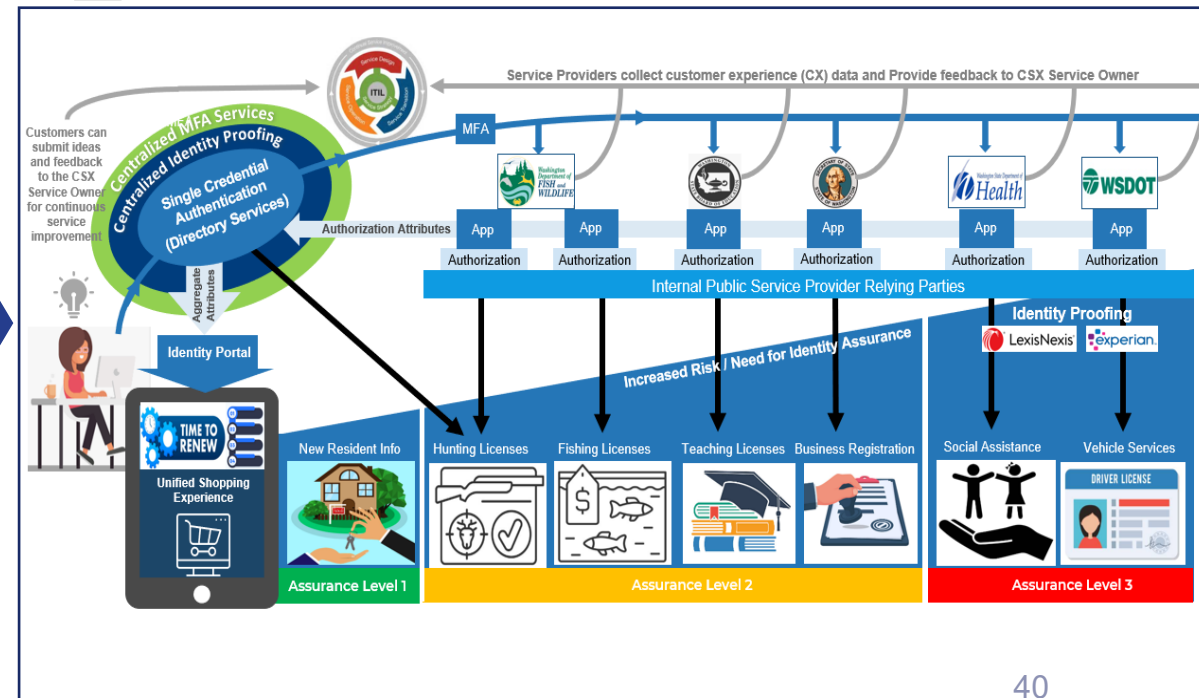 Service Providers collect customer experience (CX) data and Provide feedback to CSX Service Owner
Service Design
ITIL
Service Transition
Customers can
submit ideas
and feedback
to the CSX
Service Owner
for continuous
service
improvement
Centralized MFA Services
Centralized Identity Proofing
Single Credential
Authentication
(Directory Services)
MFA
Washington
Department of
FISH and
WILDLIFE
Washington State Department of
Health
WSDOT
Authorization Attributes
App
App
App
App
App
App
Authorization
Authorization
Authorization
Authorization
Authorization
Authorization
Internal Public Service Provider Relying Parties
Aggregate
Attributes
Identity Portal
Identity Proofing
LexisNexis
experian.
Increased Risk / Need for Identity Assurance
TIME TO
RENEW
Unified Shopping
Experience
New Resident Info
Hunting Licenses
Fishing Licenses
Teaching Licenses
Business Registration
Social Assistance
Vehicle Services
$
DRIVER LICENSE
Assurance Level 1
Assurance Level 2
Assurance Level 3
40